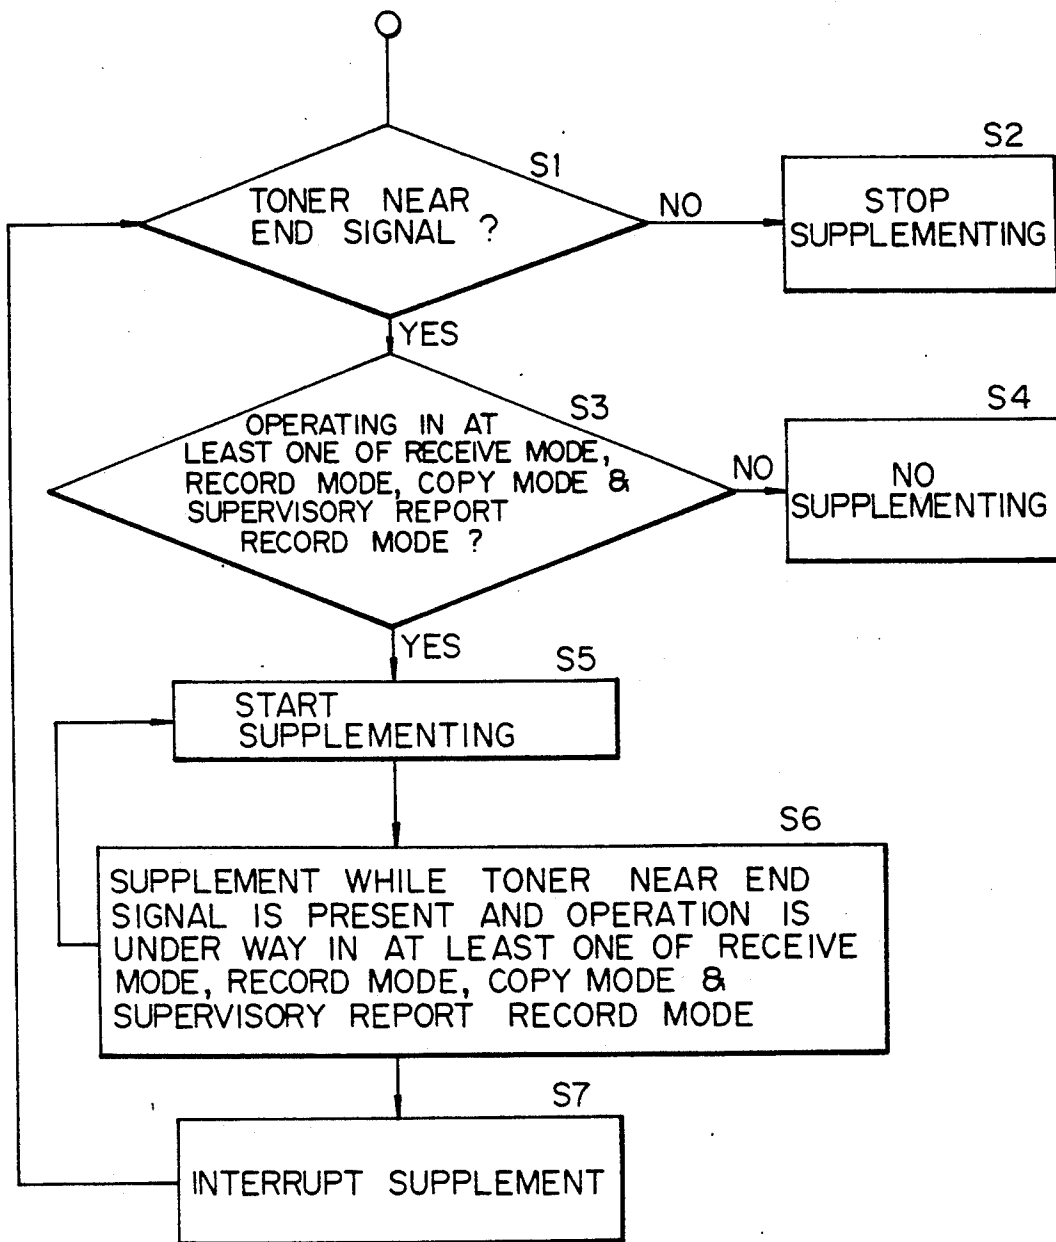 S1
TONER NEAR
END SIGNAL ?
NO
S2
STOP
SUPPLEMENTING
YES
S3
OPERATING IN AT
LEAST ONE OF RECEIVE MODE,
RECORD MODE, COPY MODE &
SUPERVISORY REPORT
RECORD MODE ?
NO
S4
NO
SUPPLEMENTING
YES
S5
START
SUPPLEMENTING
S6
SUPPLEMENT WHILE TONER NEAR END
SIGNAL IS PRESENT AND OPERATION IS
UNDER WAY IN AT LEAST ONE OF RECEIVE
MODE, RECORD MODE, COPY MODE &
SUPERVISORY REPORT RECORD MODE
S7
INTERRUPT SUPPLEMENT